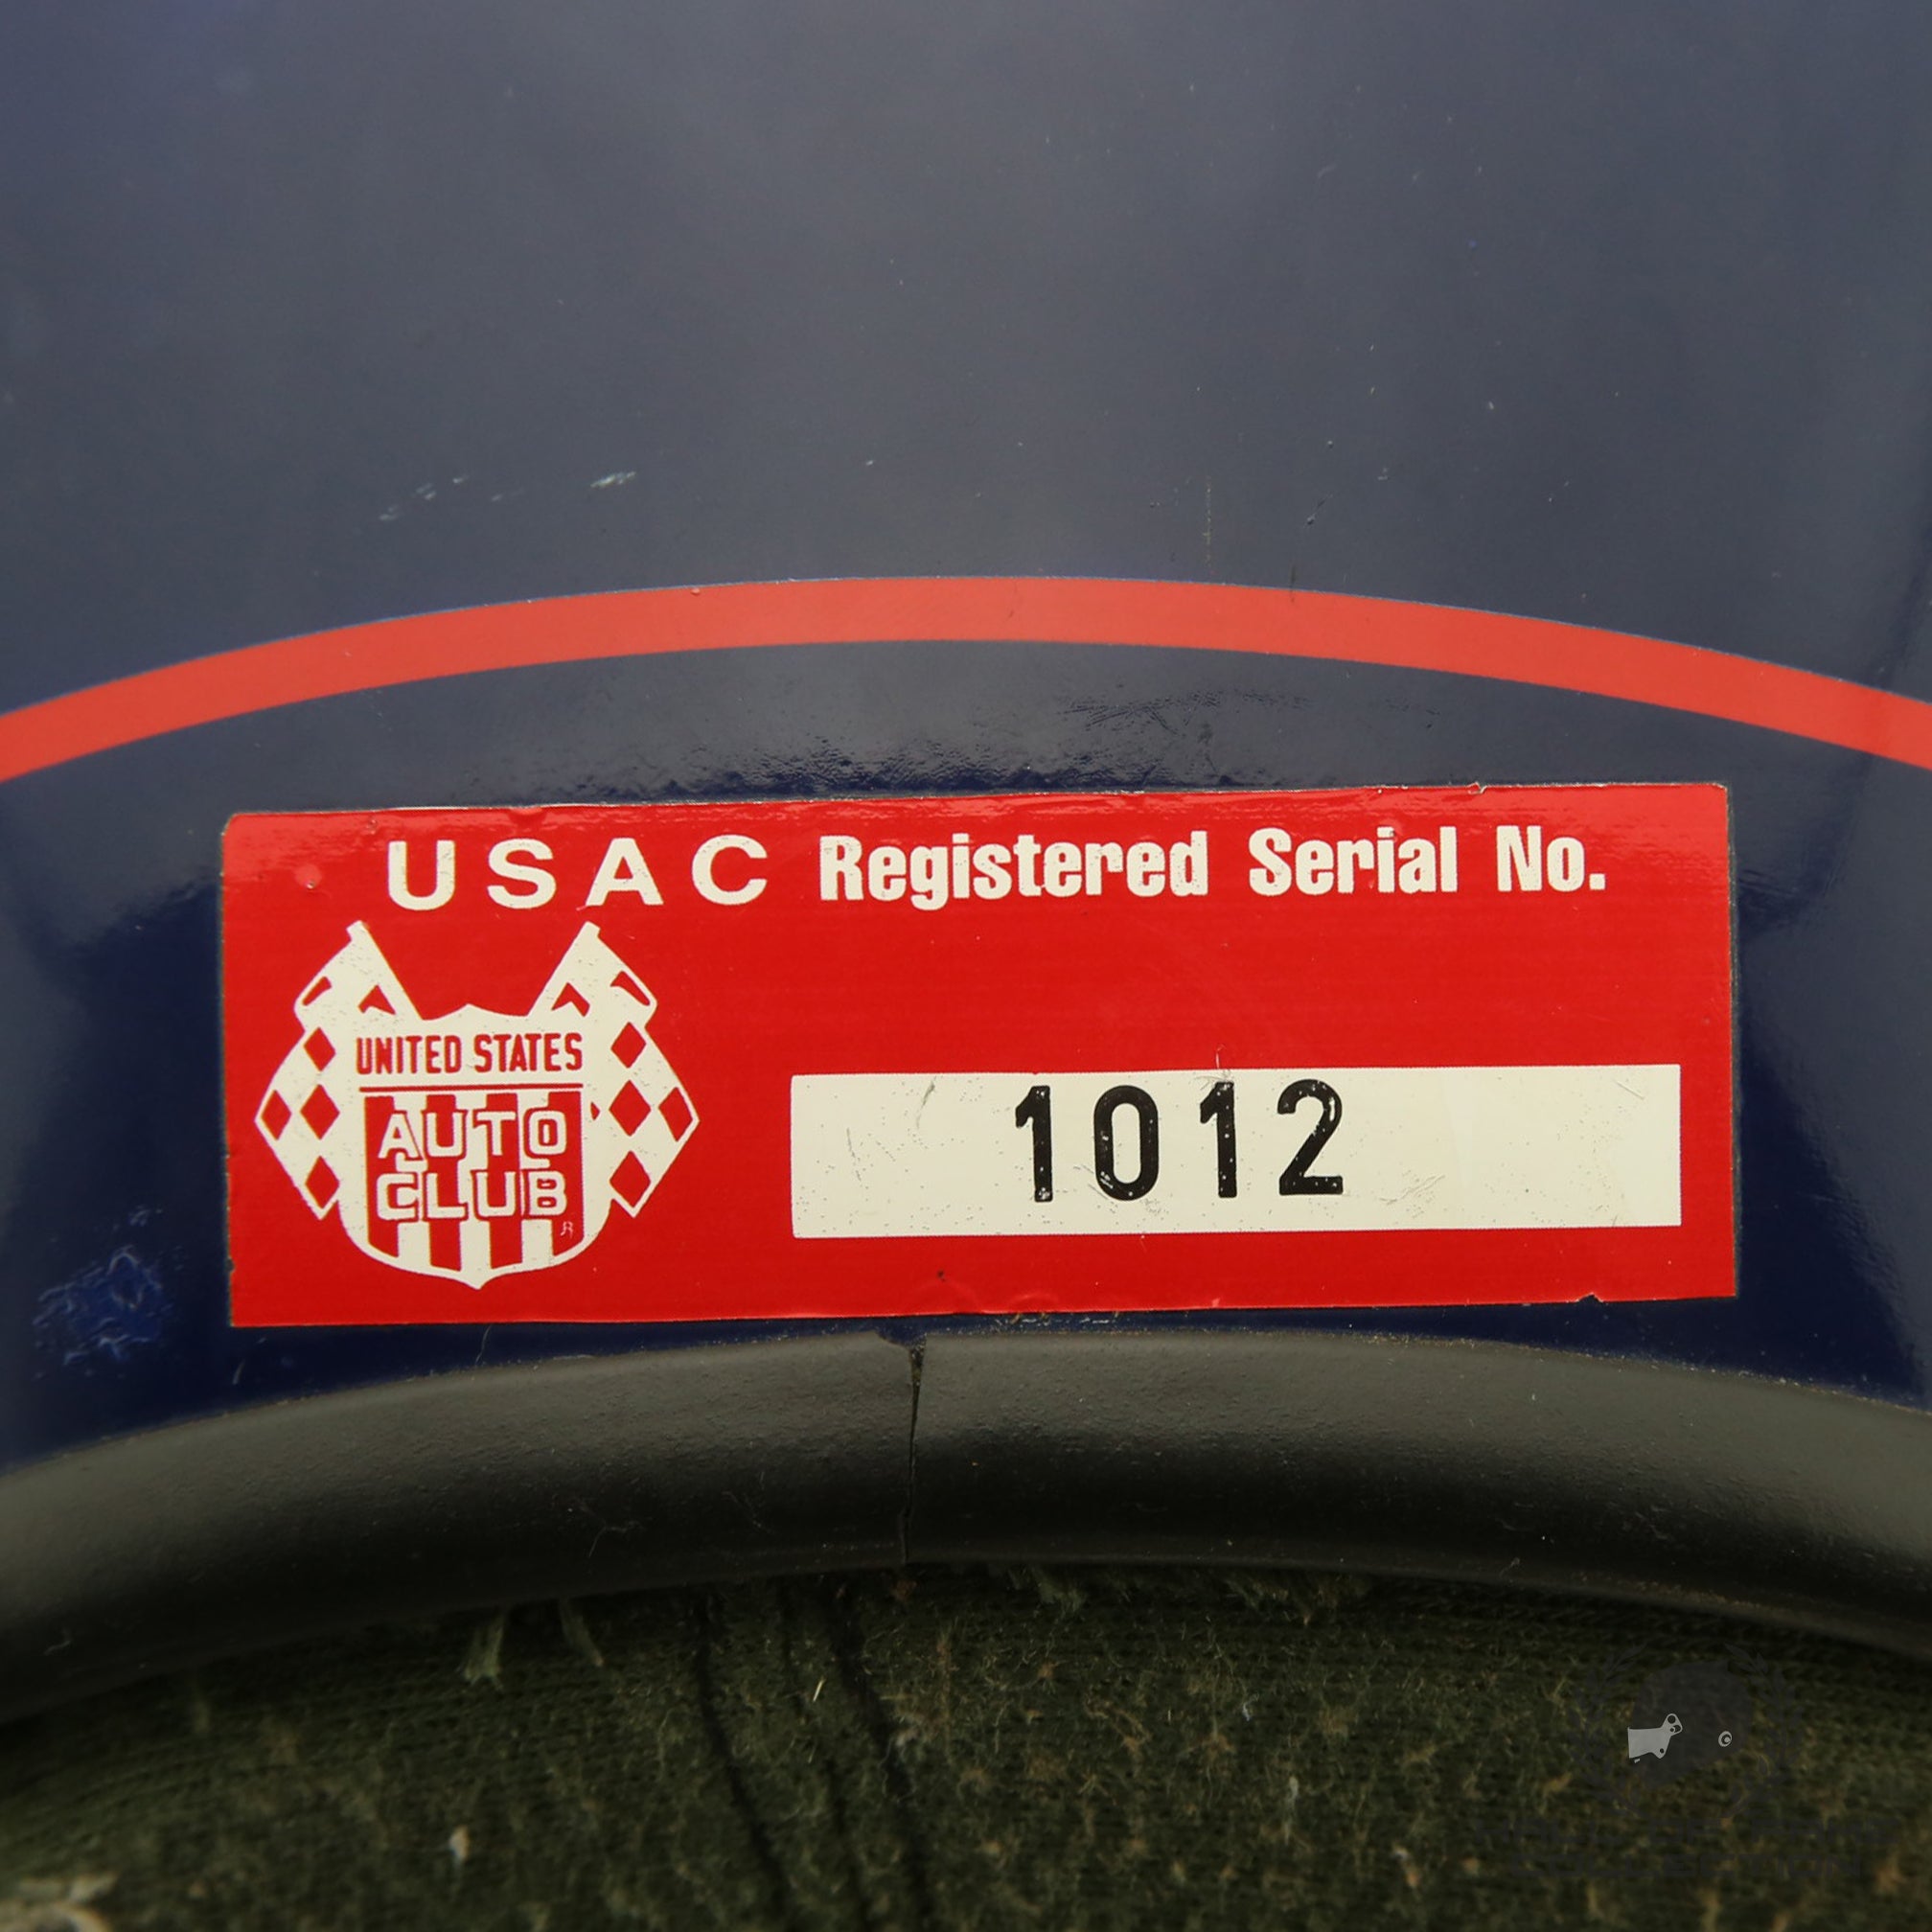 USAC Registered Serial No.
UNITED STATES
AUTO
CLUB
1012